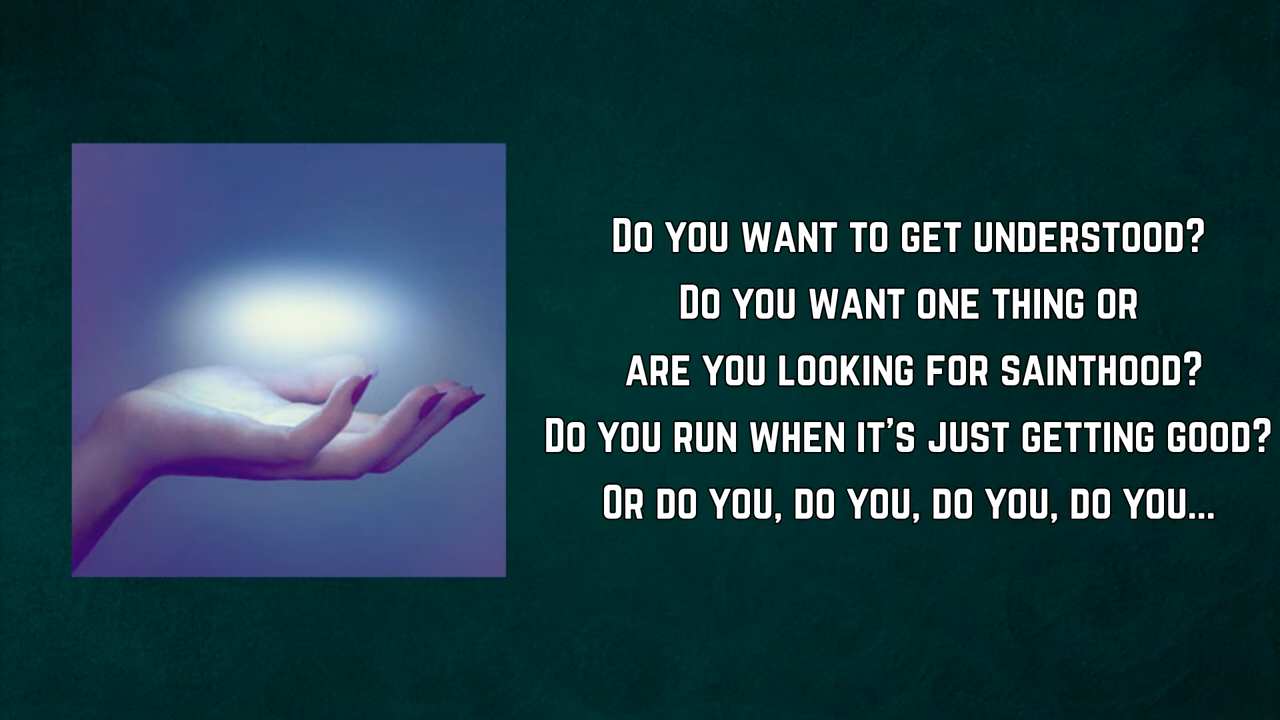 Do you want to get understood?
Do you want one thing or
are you looking for sainthood?
Do you run when it's just getting good?
Or do you, do you, do you, do you...